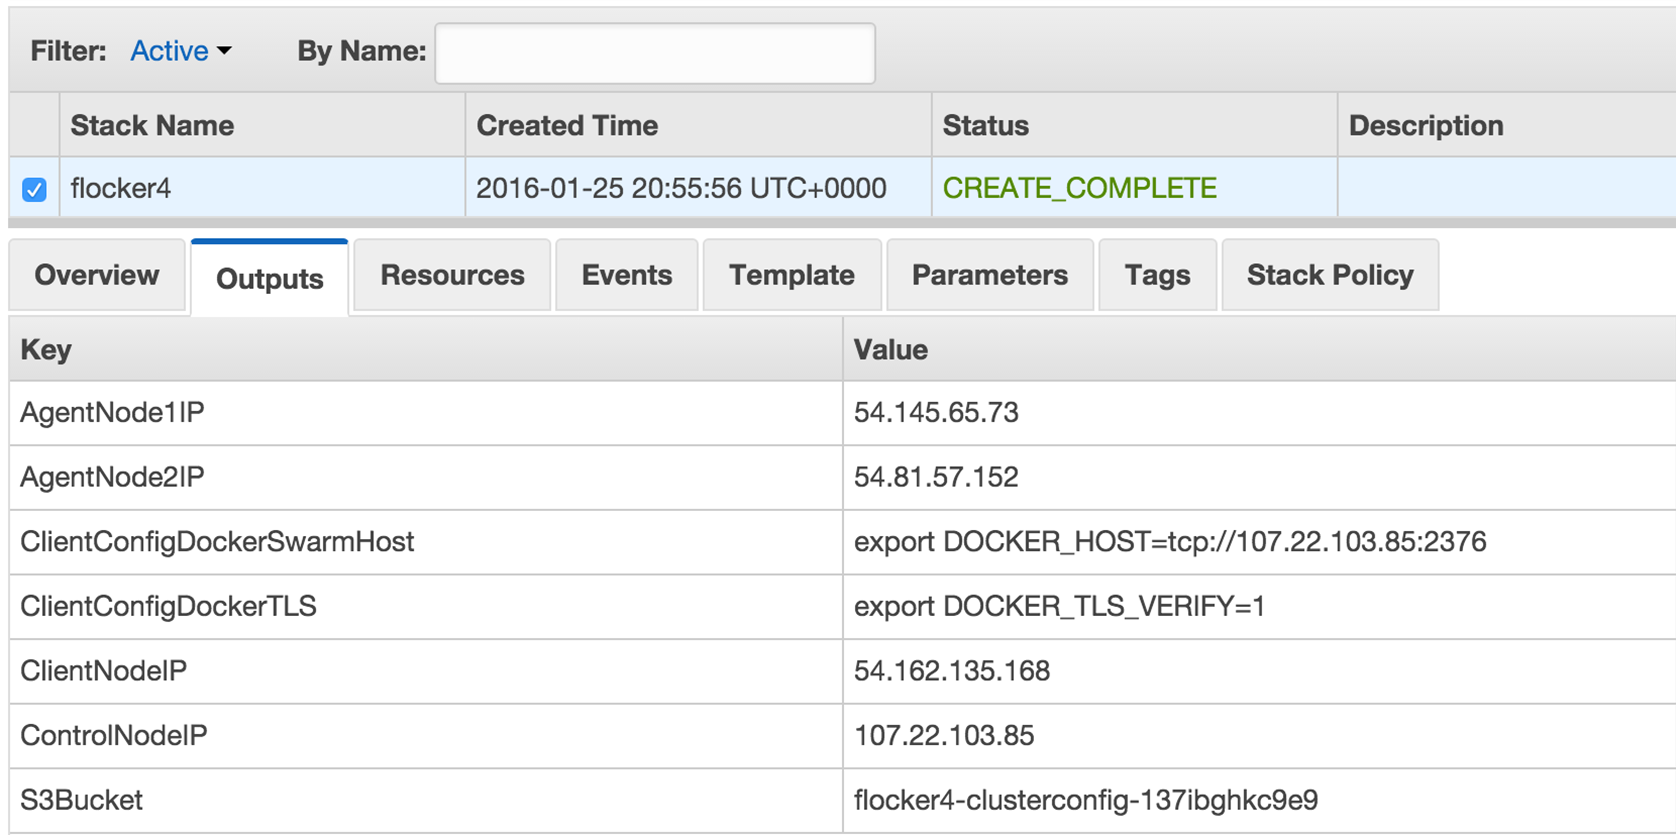 Filter: Active By Name:
Stack Name Created Time Status Description
flocker4 2016-01-25 20:55:56 UTC+0000 CREATE_COMPLETE
Overview Outputs Resources Events Template Parameters Tags Stack Policy
Key Value
AgentNode1IP 54.145.65.73
AgentNode2IP 54.81.57.152
ClientConfigDockerSwarmHost export DOCKER_HOST=tcp://107.22.103.85:2376
ClientConfigDockerTLS export DOCKER_TLS_VERIFY=1
ClientNodeIP 54.162.135.168
ControlNodeIP 107.22.103.85
S3Bucket flocker4-clusterconfig-137ibghkc9e9